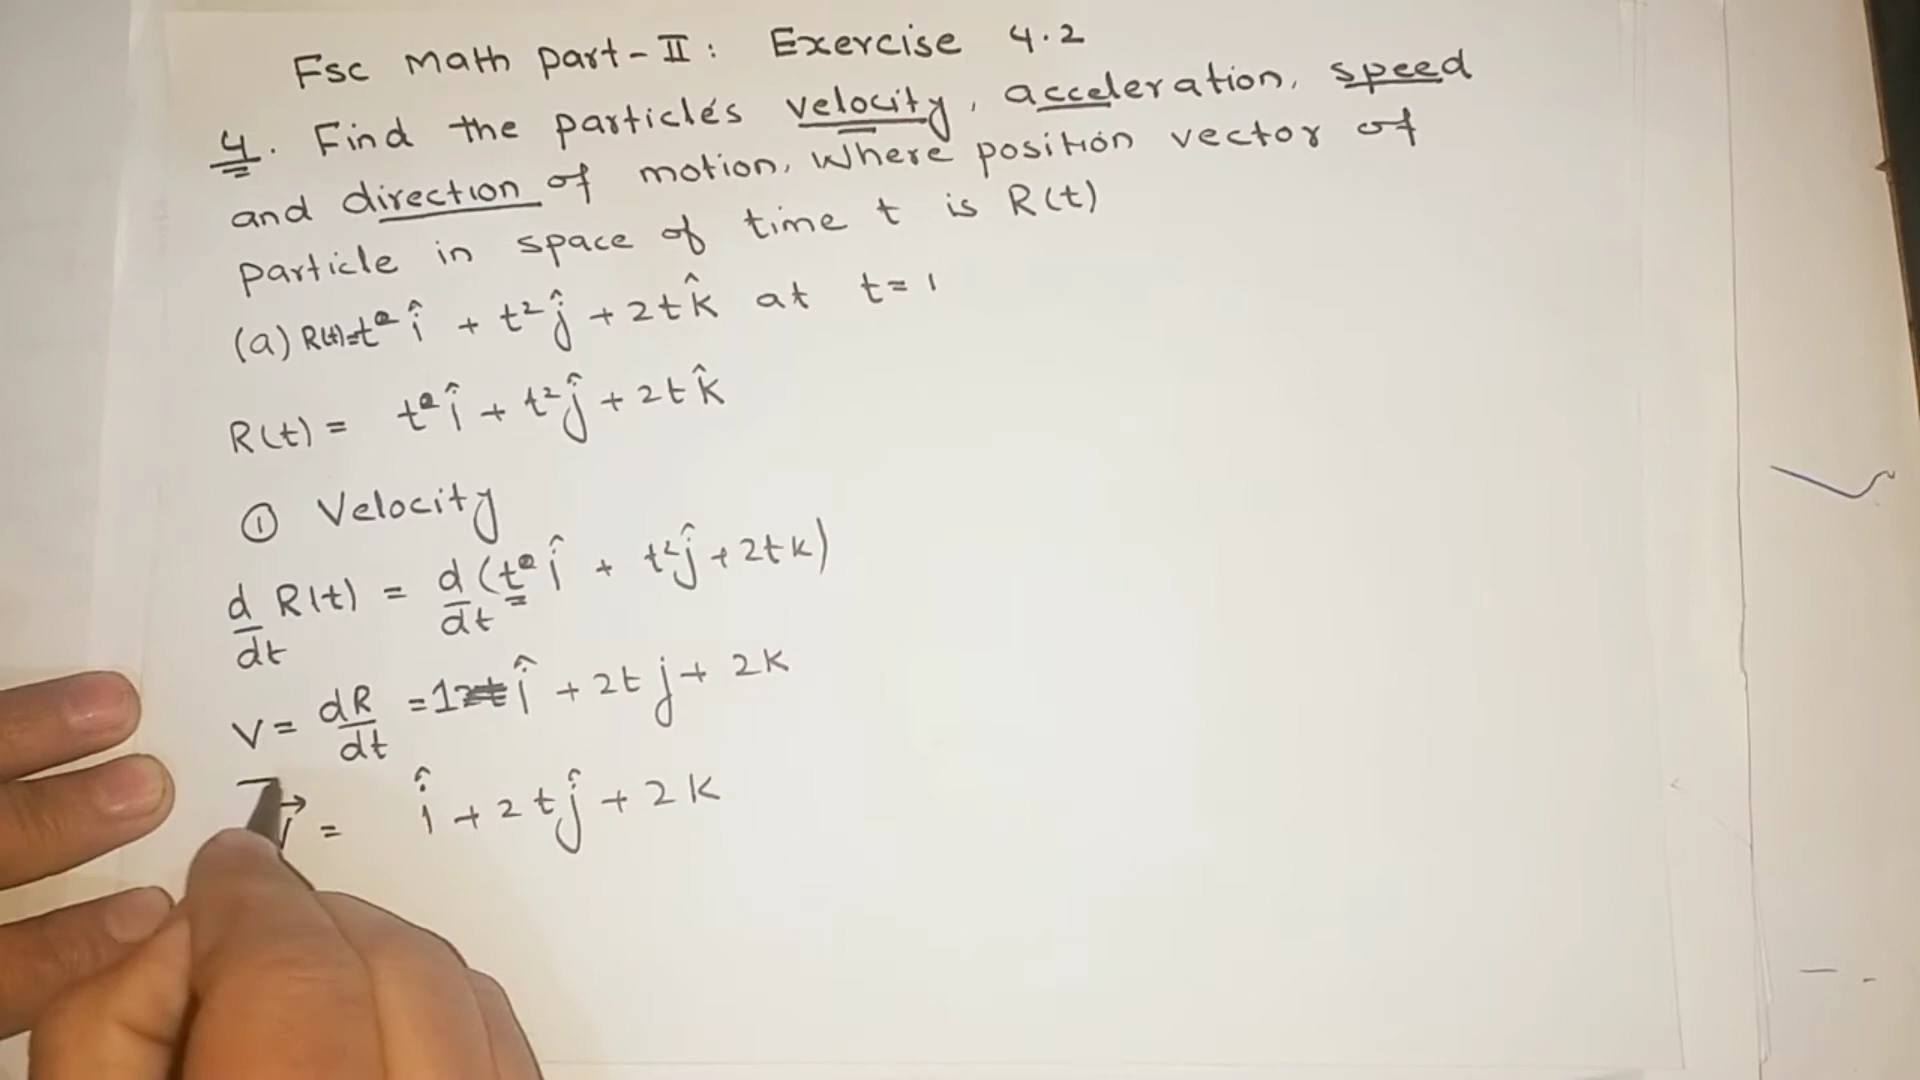 Fsc Math part-II: Exercise 4.2
4. Find the particle's velocity, acceleration, speed
and direction of motion, where position vector of
particle in space of time t is R(t)
(a) R(t)=t î + t² ĵ + 2t k̂ at t=1
R(t) = t î + t² ĵ + 2t k̂
① Velocity
d/dt R(t) = d/dt (t î + t² ĵ + 2t k)
V = dR/dt = 1 î + 2t j + 2k
= î + 2t ĵ + 2k